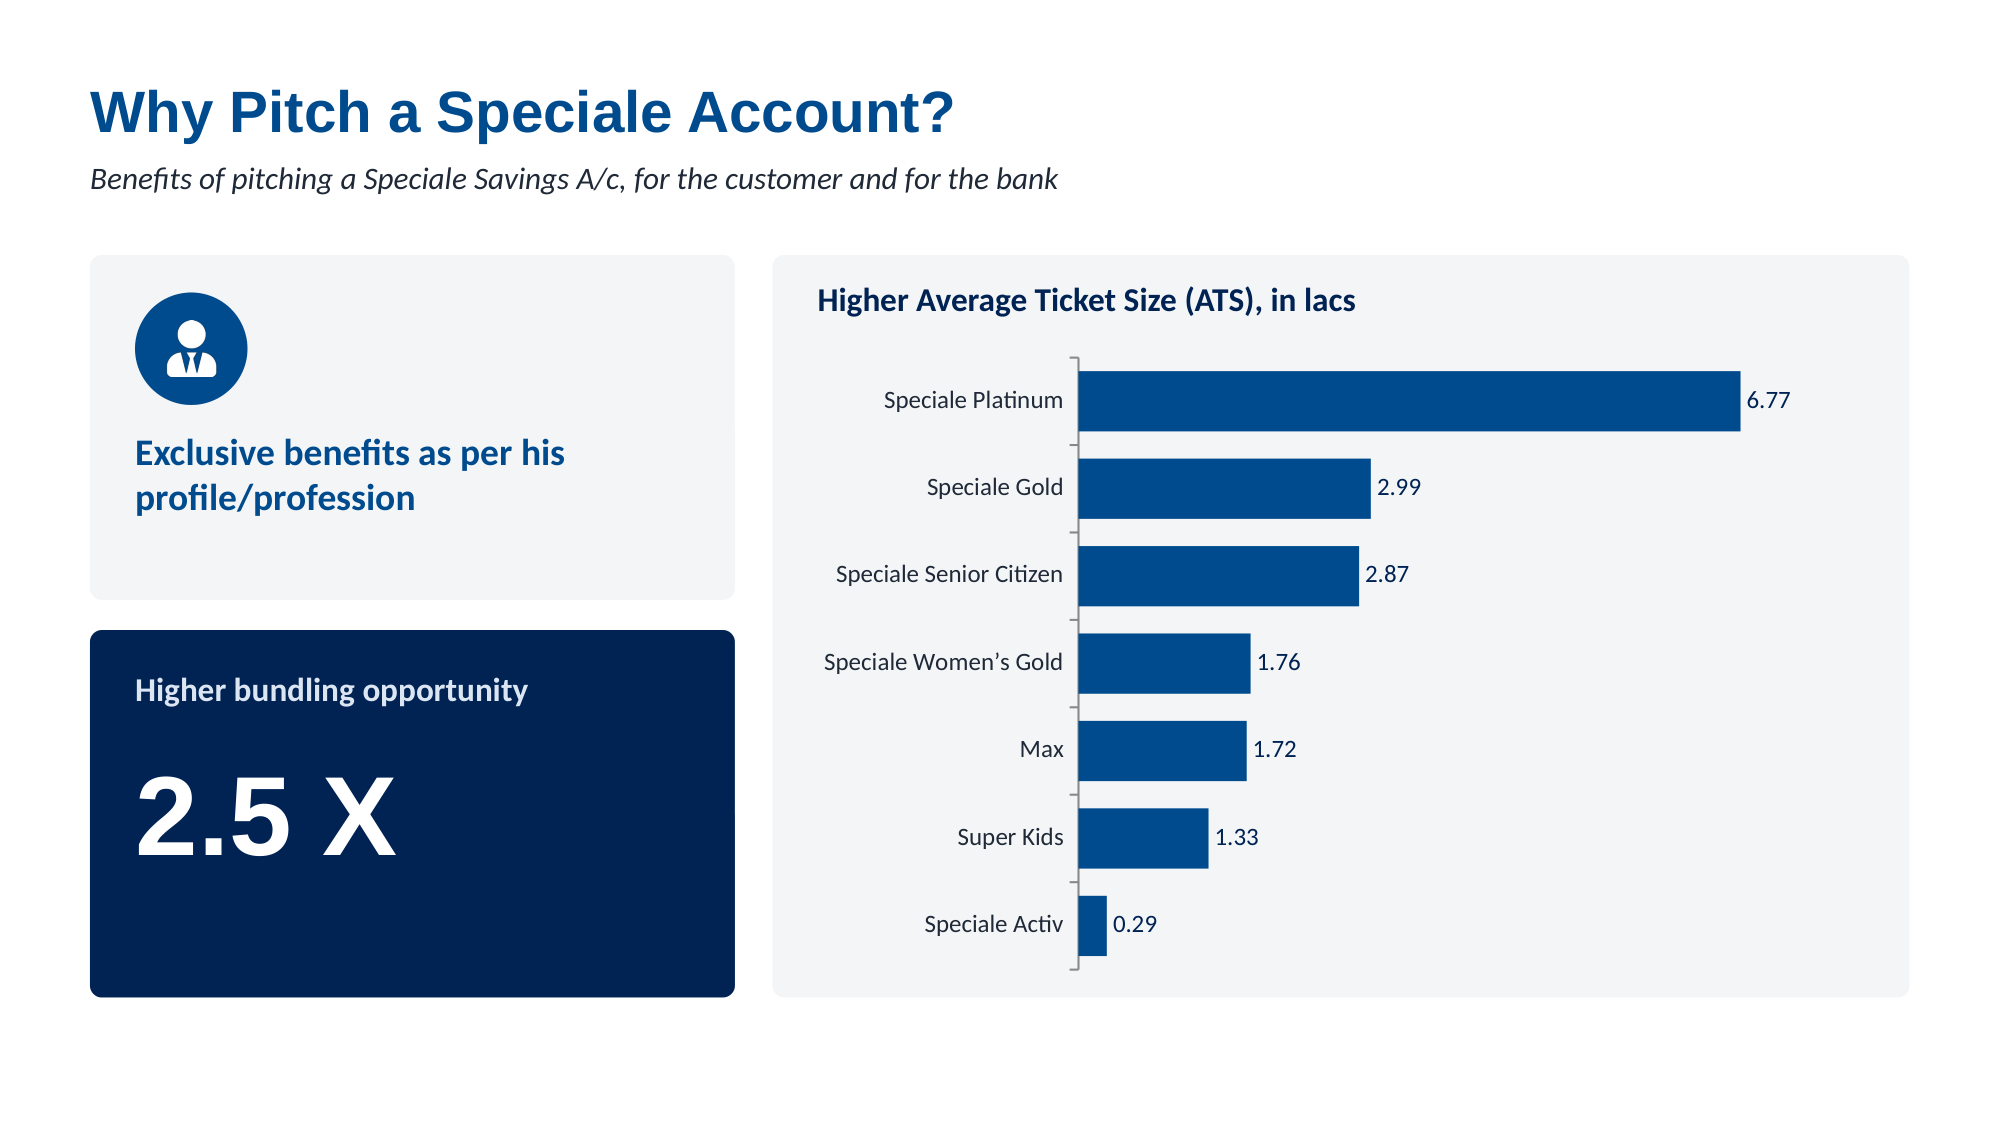 Why Pitch a Speciale Account?
Benefits of pitching a Speciale Savings A/c, for the customer and for the bank
Exclusive benefits as per his
profile/profession
Higher bundling opportunity
2.5 X
Higher Average Ticket Size (ATS), in lacs
Speciale Platinum 6.77
Speciale Gold 2.99
Speciale Senior Citizen 2.87
Speciale Women’s Gold 1.76
Max 1.72
Super Kids 1.33
Speciale Activ 0.29